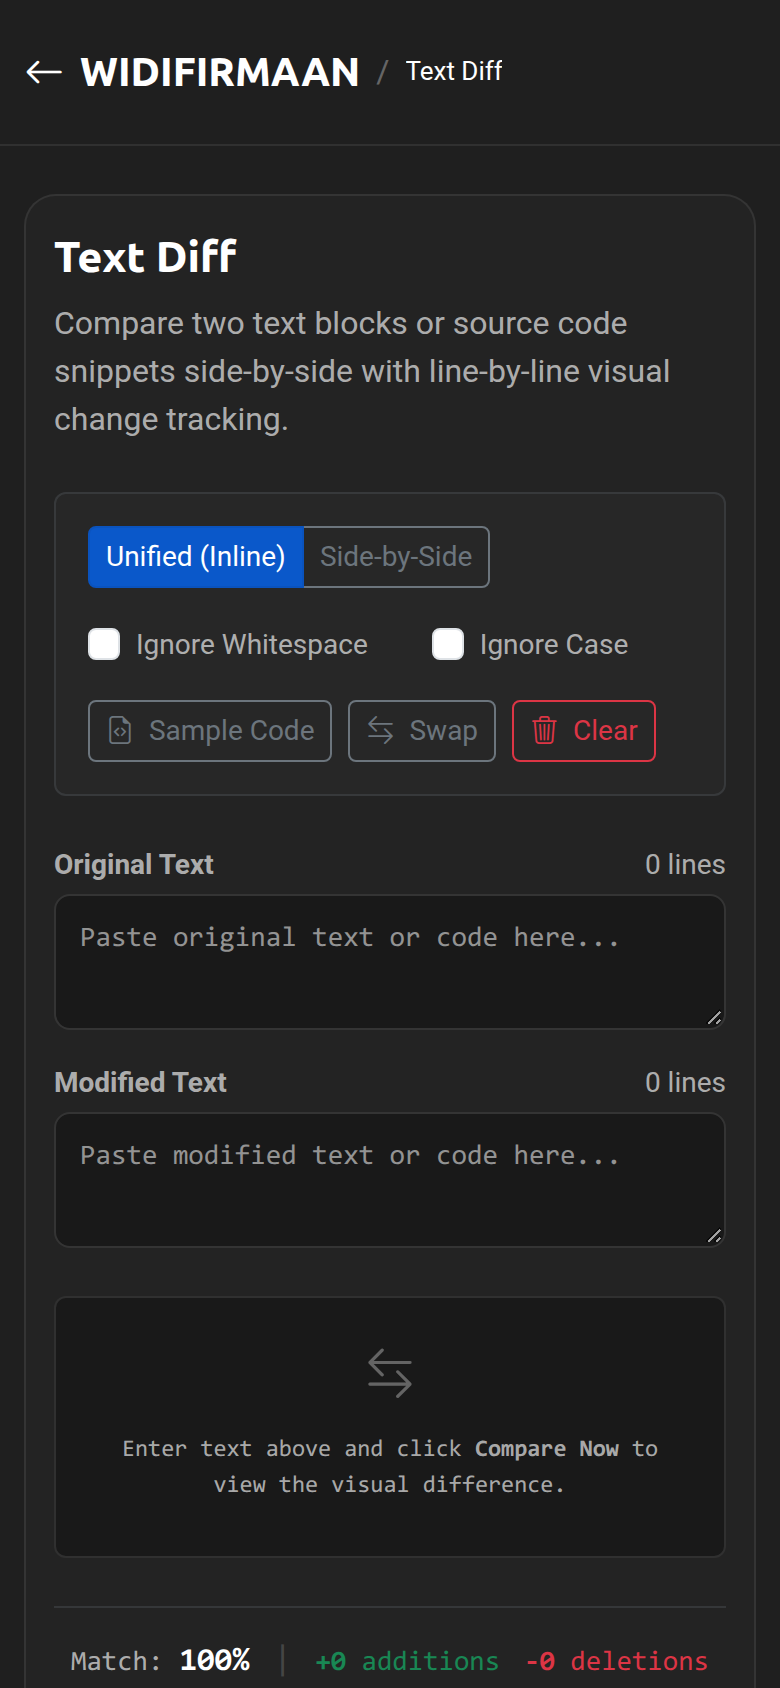 WIDIFIRMAAN / Text Diff
Text Diff
Compare two text blocks or source code
snippets side-by-side with line-by-line visual
change tracking.
Unified (Inline) Side-by-Side
Ignore Whitespace Ignore Case
Sample Code Swap Clear
Original Text 0 lines
Paste original text or code here...
Modified Text 0 lines
Paste modified text or code here...
Enter text above and click Compare Now to
view the visual difference.
Match: 100% | +0 additions -0 deletions